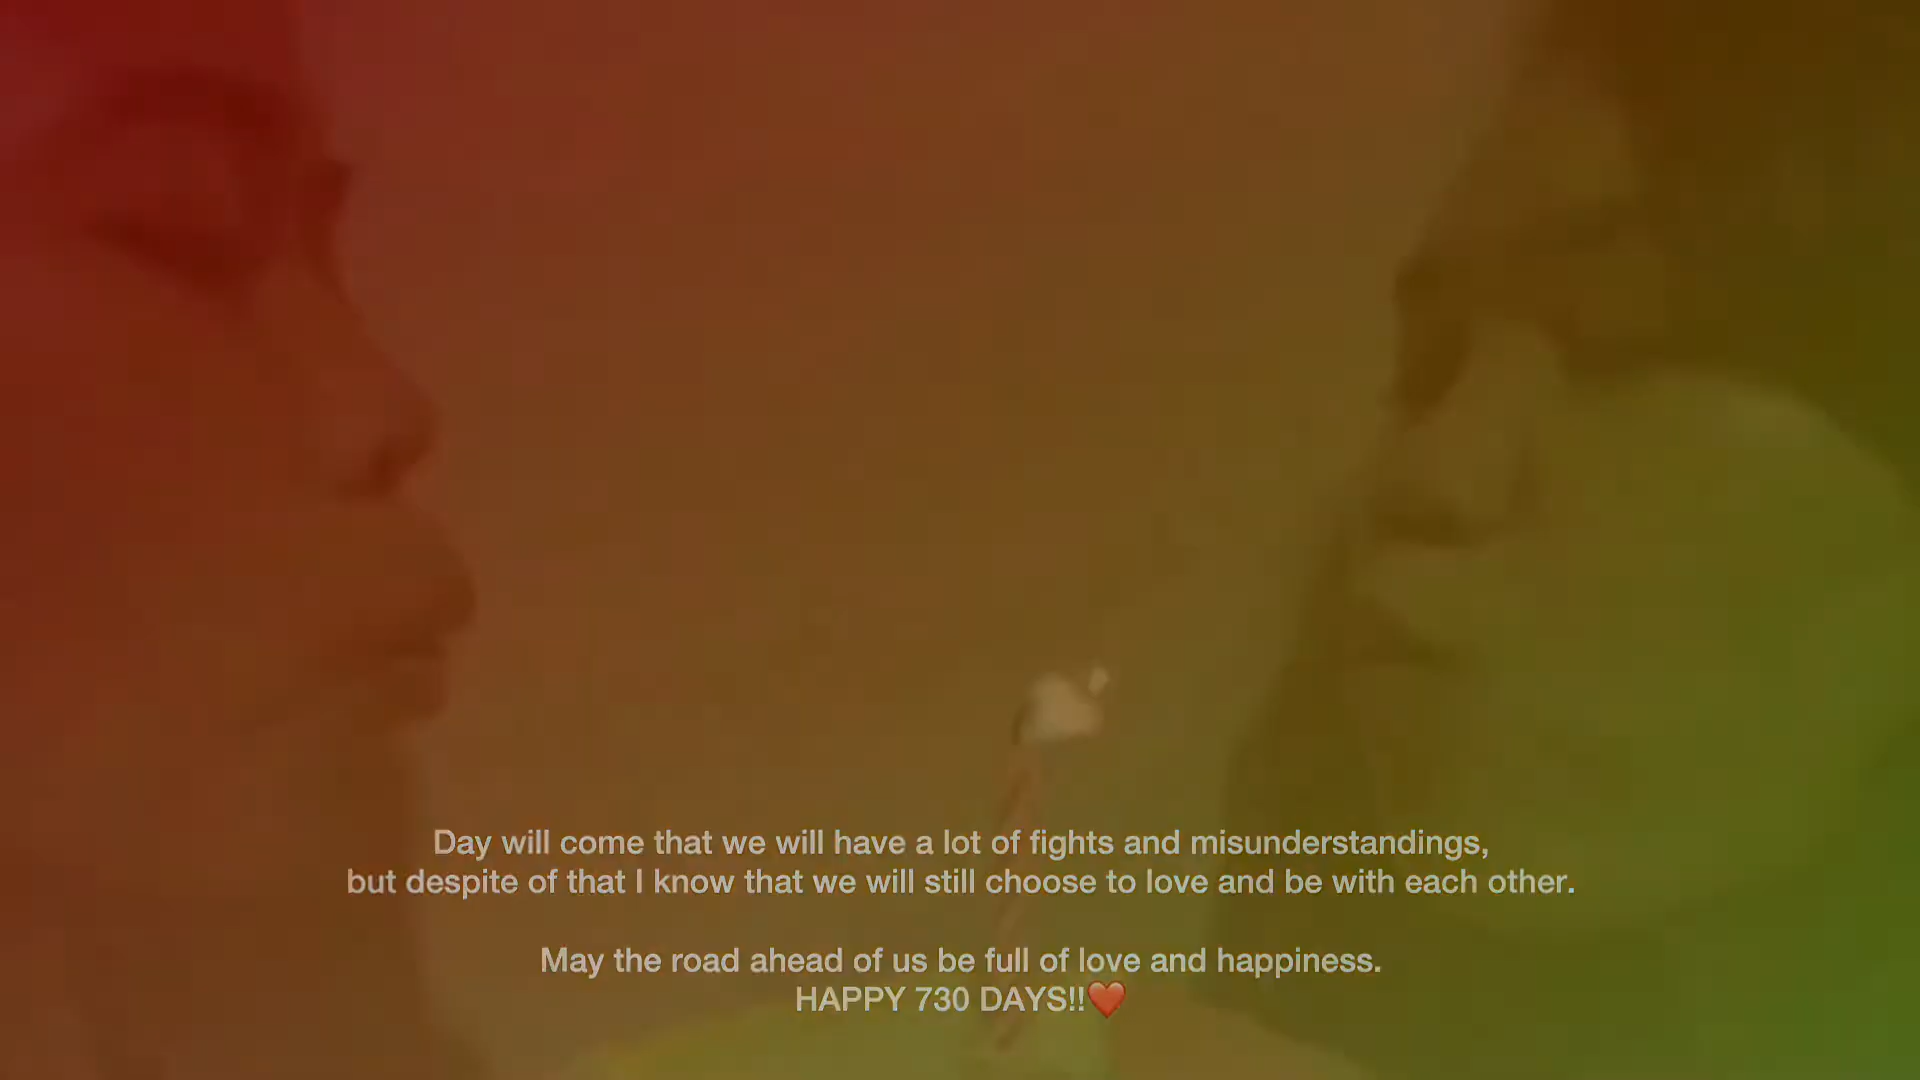 Day will come that we will have a lot of fights and misunderstandings,
but despite of that I know that we will still choose to love and be with each other.
May the road ahead of us be full of love and happiness.
HAPPY 730 DAYS!!❤️